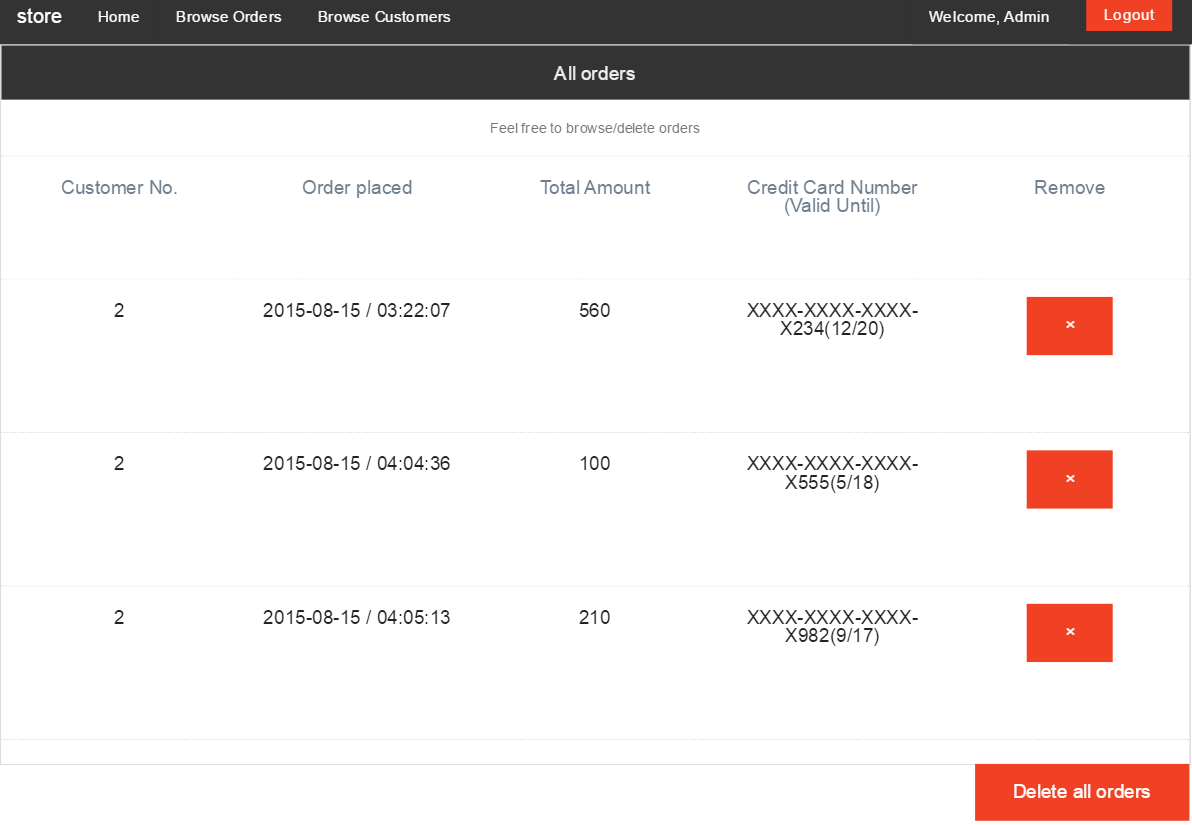 store Home Browse Orders Browse Customers Welcome, Admin Logout
All orders
Feel free to browse/delete orders
Customer No. Order placed Total Amount Credit Card Number Remove
(Valid Until)
2 2015-08-15 / 03:22:07 560 XXXX-XXXX-XXXX- ×
X234(12/20)
2 2015-08-15 / 04:04:36 100 XXXX-XXXX-XXXX- ×
X555(5/18)
2 2015-08-15 / 04:05:13 210 XXXX-XXXX-XXXX- ×
X982(9/17)
Delete all orders